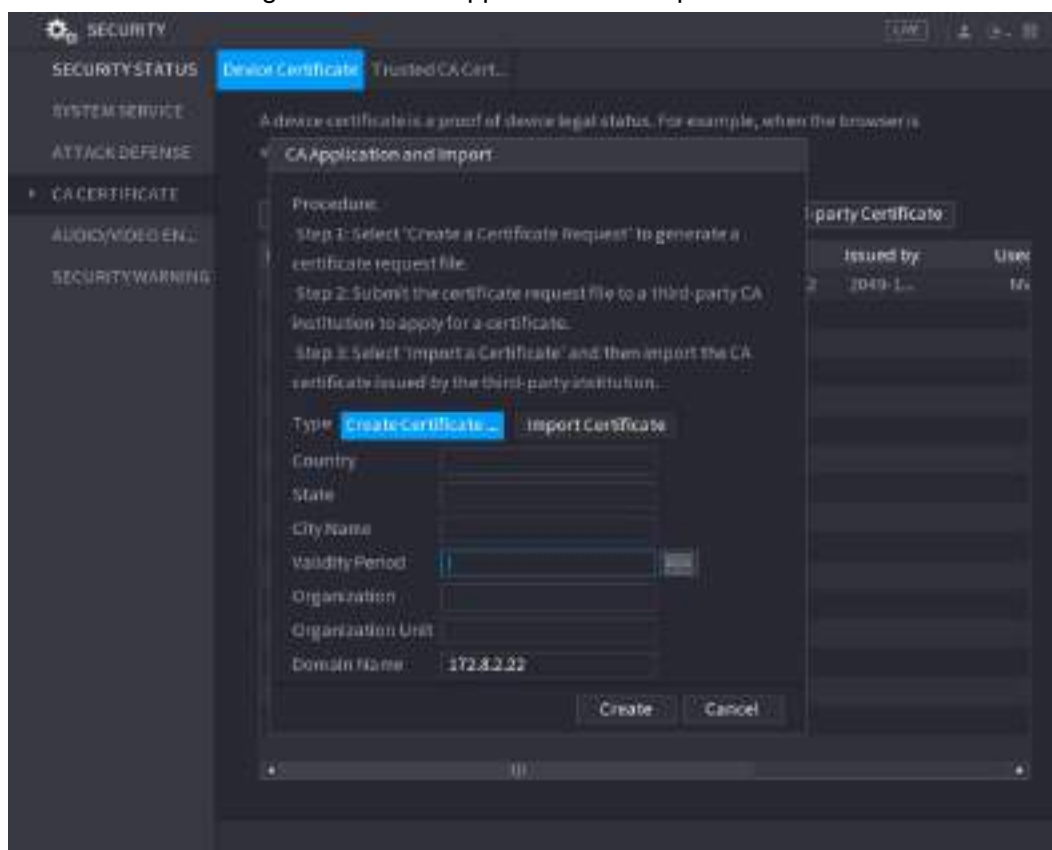 SECURITY
LIVE
SECURITY STATUS
Device Certificate
Trusted CA Cert...
SYSTEM SERVICE
A device certificate is a proof of device legal status. For example, when the browser is
ATTACK DEFENSE
CA Application and Import
CA CERTIFICATE
Procedure:
-party Certificate
Step 1: Select 'Create a Certificate Request' to generate a
AUDIO/VIDEO EN...
certificate request file.
Issued by
Used
SECURITY WARNING
Step 2: Submit the certificate request file to a third-party CA
2
2049-1...
institution to apply for a certificate.
Step 3: Select 'Import a Certificate' and then import the CA
certificate issued by the third-party institution.
Type
Create Certificate ...
Import Certificate
Country
State
City Name
Validity Period
Organization
Organization Unit
Domain Name
172.8.2.22
Create
Cancel